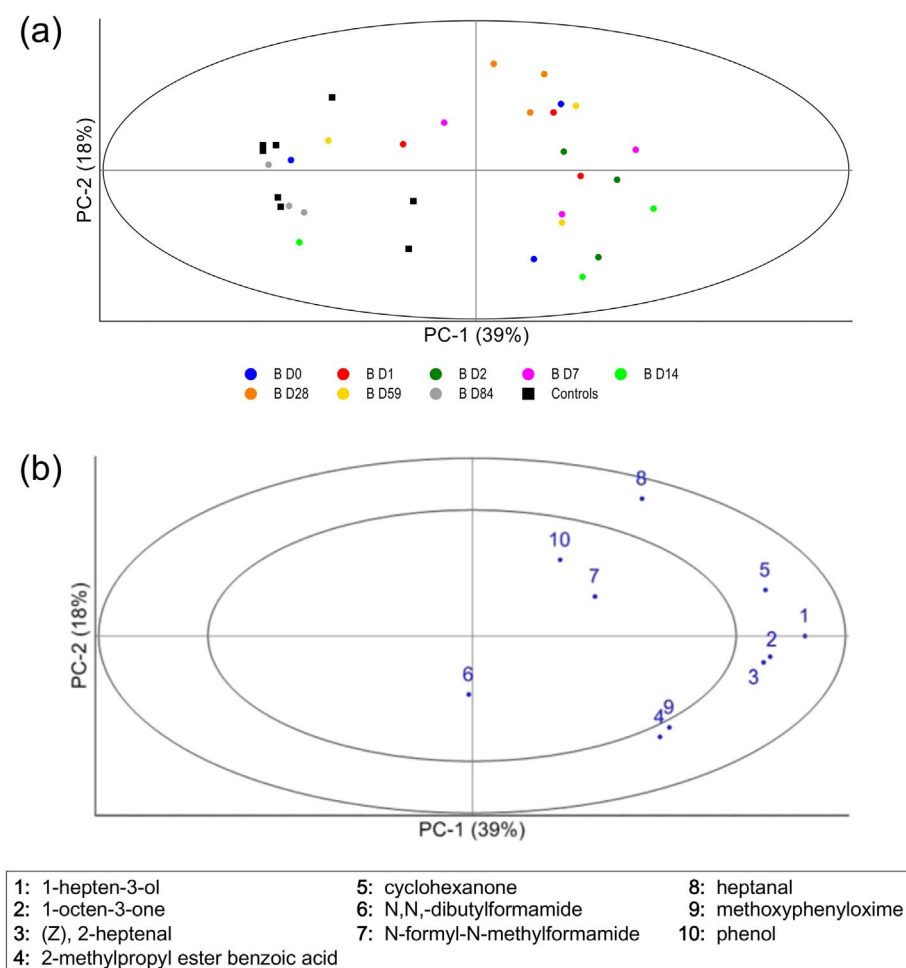 (a)
PC-2 (18%)
PC-1 (39%)
B D0 B D1 B D2 B D7 B D14
B D28 B D59 B D84 Controls
(b)
8
10
7
5
1
2
3
6
4 9
PC-2 (18%)
PC-1 (39%)
1: 1-hepten-3-ol 5: cyclohexanone 8: heptanal
2: 1-octen-3-one 6: N,N,-dibutylformamide 9: methoxyphenyloxime
3: (Z), 2-heptenal 7: N-formyl-N-methylformamide 10: phenol
4: 2-methylpropyl ester benzoic acid